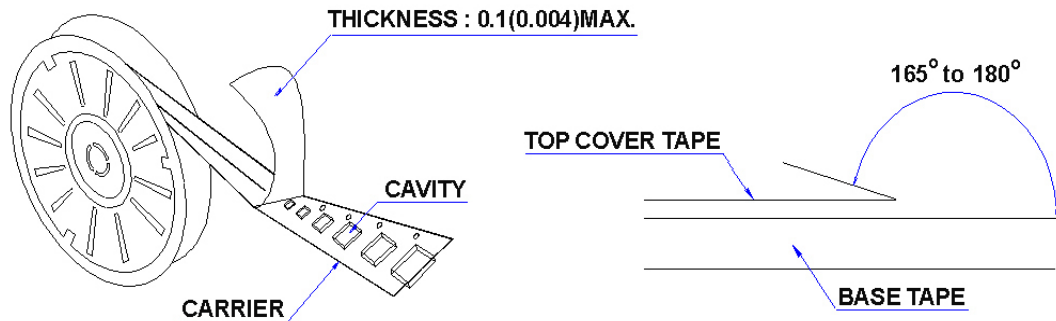 THICKNESS : 0.1(0.004)MAX.
CAVITY
CARRIER
165° to 180°
TOP COVER TAPE
BASE TAPE